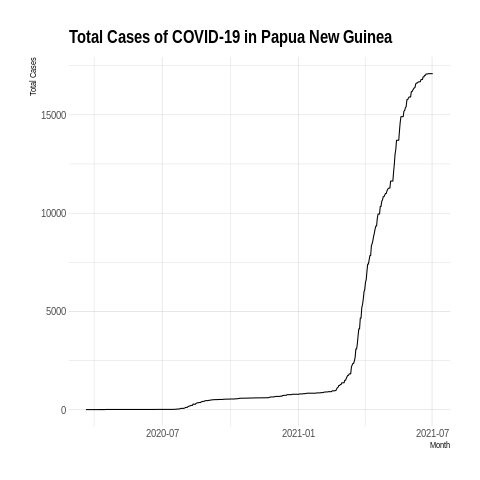 Total Cases of COVID-19 in Papua New Guinea
Total Cases
15000
10000
5000
0
2020-07 2021-01 2021-07
Month